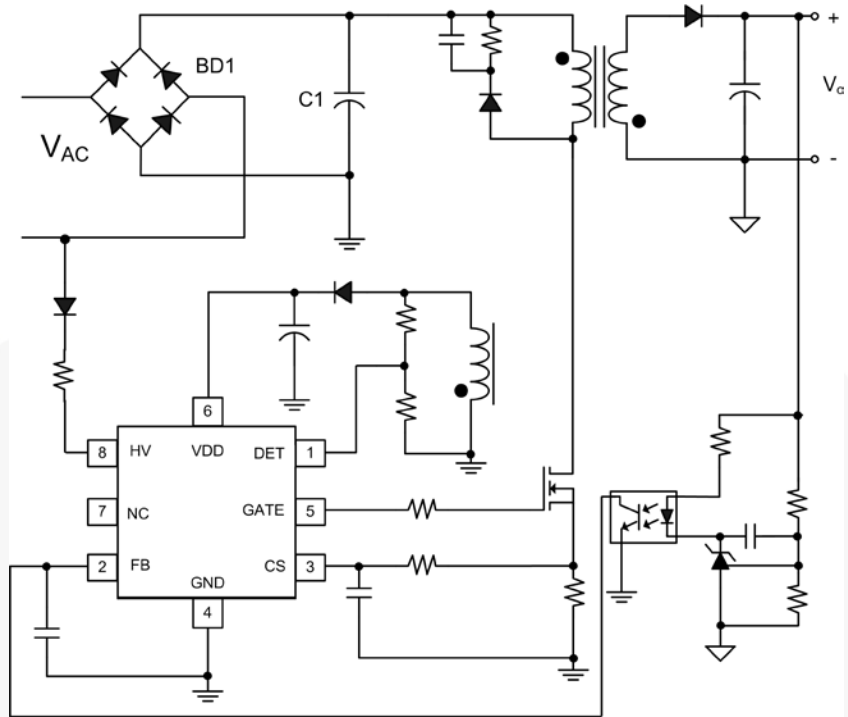 BD1
C1
+
Vo
VAC
-
6
8 HV VDD DET 1
7 NC GATE 5
2 FB CS 3
GND
4